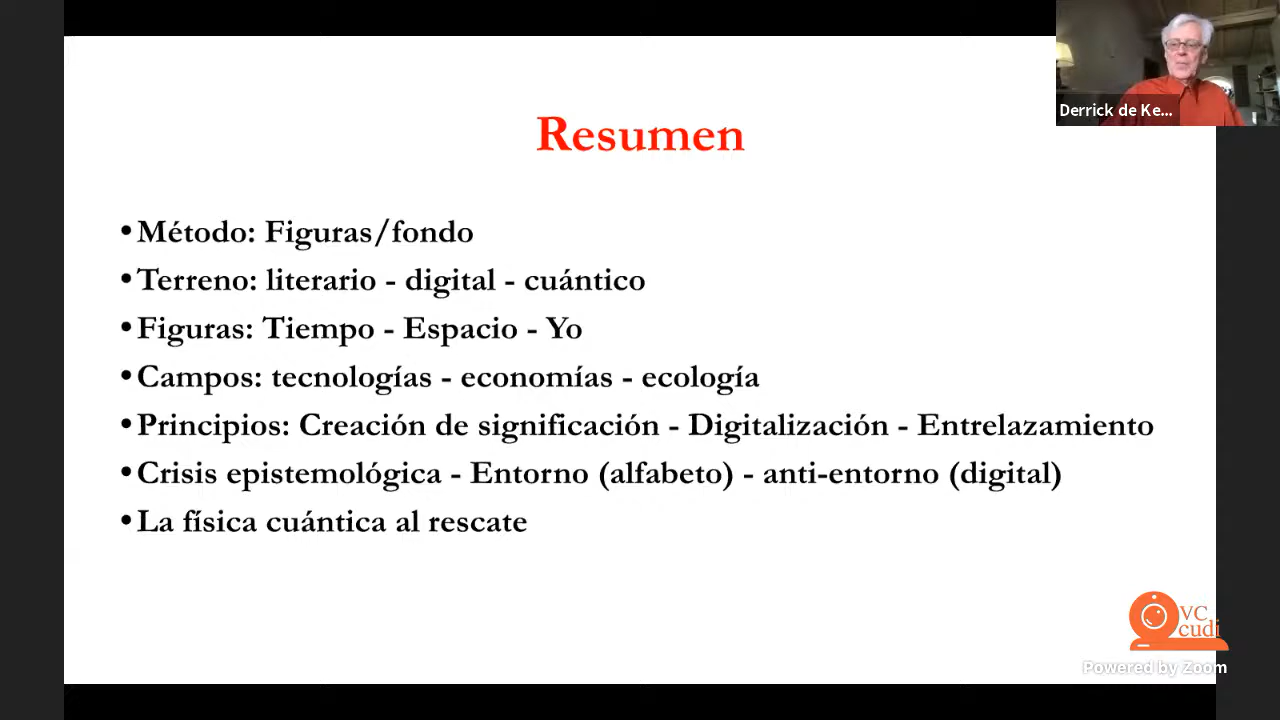 Derrick de Ke...
Resumen
• Método: Figuras/fondo
• Terreno: literario - digital - cuántico
• Figuras: Tiempo - Espacio - Yo
• Campos: tecnologías - economías - ecología
• Principios: Creación de significación - Digitalización - Entrelazamiento
• Crisis epistemológica - Entorno (alfabeto) - anti-entorno (digital)
• La física cuántica al rescate
VC
cudi
Powered by Zoom